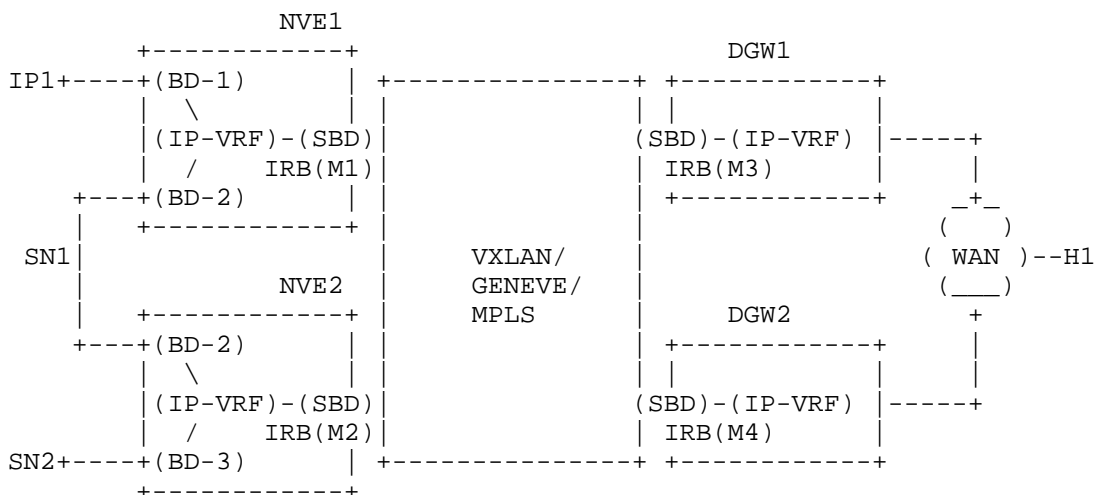 NVE1
         +------------+                                  DGW1
IP1+----+(BD-1)      | +---------------+ +------------+
         |  \         | |               | |            |
         |(IP-VRF)-(SBD)|              (SBD)-(IP-VRF)  |-----+
         |  /    IRB(M1)|               | IRB(M3)      |     |
    +---+(BD-2)      | |               | +------------+    _+_
    |    +------------+ |               |                  (   )
 SN1|                   |     VXLAN/    |                 ( WAN )--H1
    |            NVE2   |     GENEVE/   |                  (___)
    |    +------------+ |     MPLS      |     DGW2           +
    +---+(BD-2)      | |               | +------------+     |
         |  \         | |               | |            |     |
         |(IP-VRF)-(SBD)|              (SBD)-(IP-VRF)  |-----+
         |  /    IRB(M2)|               | IRB(M4)      |
SN2+----+(BD-3)      | +---------------+ +------------+
         +------------+